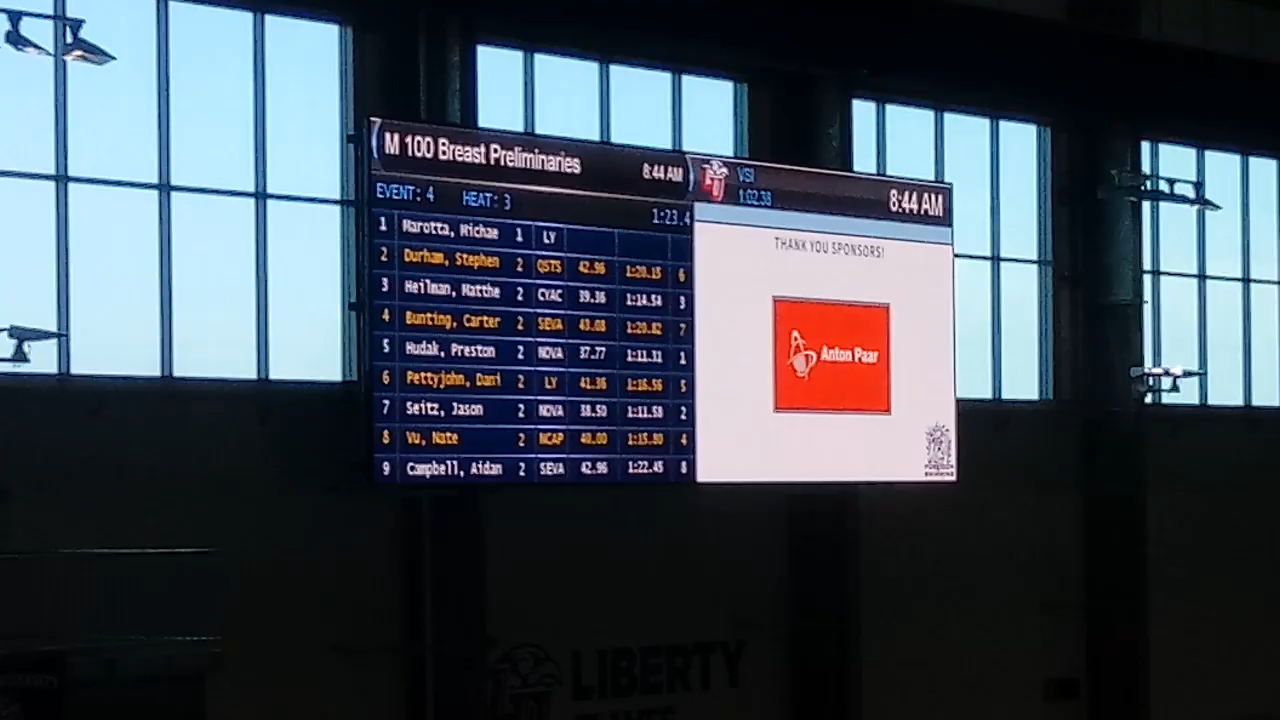 M 100 Breast Preliminaries 8:44 AM
EVENT: 4 HEAT: 3 1:23.4
1 Marotta, Michae 1 LY
2 Durham, Stephen 2 QSTS 42.96 1:20.15 6
3 Heilman, Matthe 2 CYAC 39.36 1:14.54 3
4 Bunting, Carter 2 SEVA 43.08 1:20.82 7
5 Hudak, Preston 2 NOVA 37.77 1:11.31 1
6 Pettyjohn, Dani 2 LY 41.36 1:16.56 5
7 Seitz, Jason 2 NOVA 38.50 1:11.58 2
8 Vu, Nate 2 NCAP 40.00 1:15.80 4
9 Campbell, Aidan 2 SEVA 42.96 1:22.45 8
VSI
1:02.38
8:44 AM
THANK YOU SPONSORS!
Anton Paar
LIBERTY
FLAMES